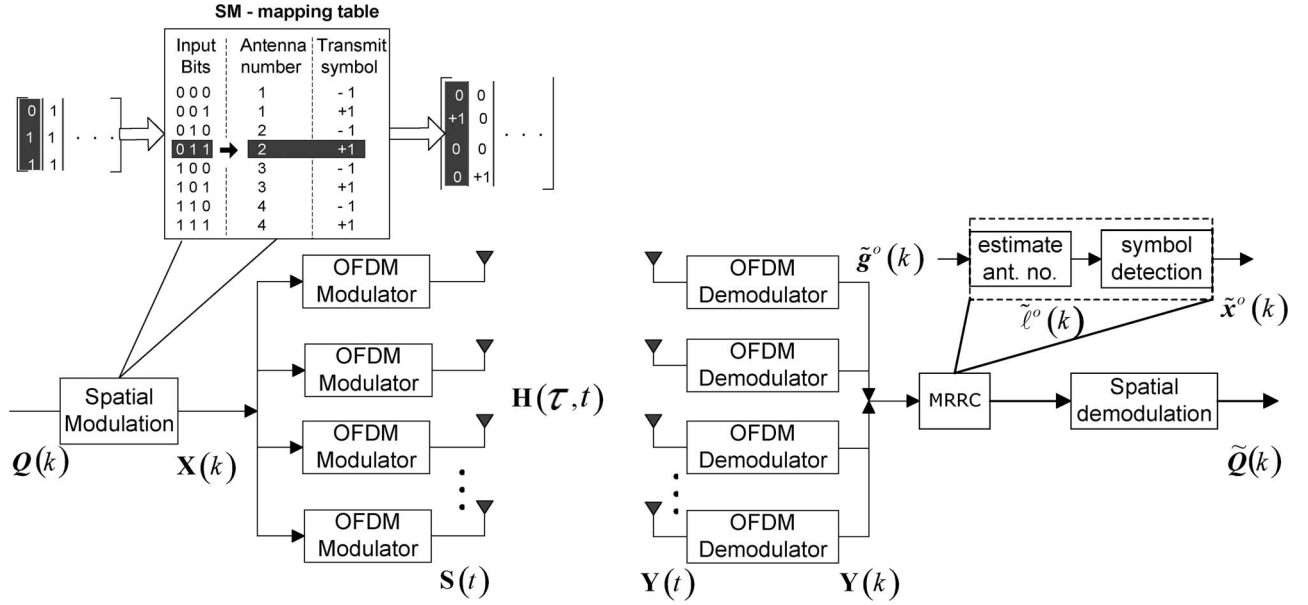 SM - mapping table
Input Bits Antenna number Transmit symbol
0 0 0 1 - 1
0 0 1 1 +1
0 1 0 2 - 1
0 1 1 2 +1
1 0 0 3 - 1
1 0 1 3 +1
1 1 0 4 - 1
1 1 1 4 +1
0 1
1 1 . . .
1 1
0 0
+1 0
0 0 . . .
0 +1
Spatial
Modulation
Q(k)
X(k)
OFDM
Modulator
OFDM
Modulator
OFDM
Modulator
OFDM
Modulator
S(t)
H(τ,t)
OFDM
Demodulator
OFDM
Demodulator
OFDM
Demodulator
OFDM
Demodulator
Y(t)
Y(k)
g̃ᵒ(k)
estimate
ant. no.
symbol
detection
ℓ̃ᵒ(k)
x̃ᵒ(k)
MRRC
Spatial
demodulation
Q̃(k)